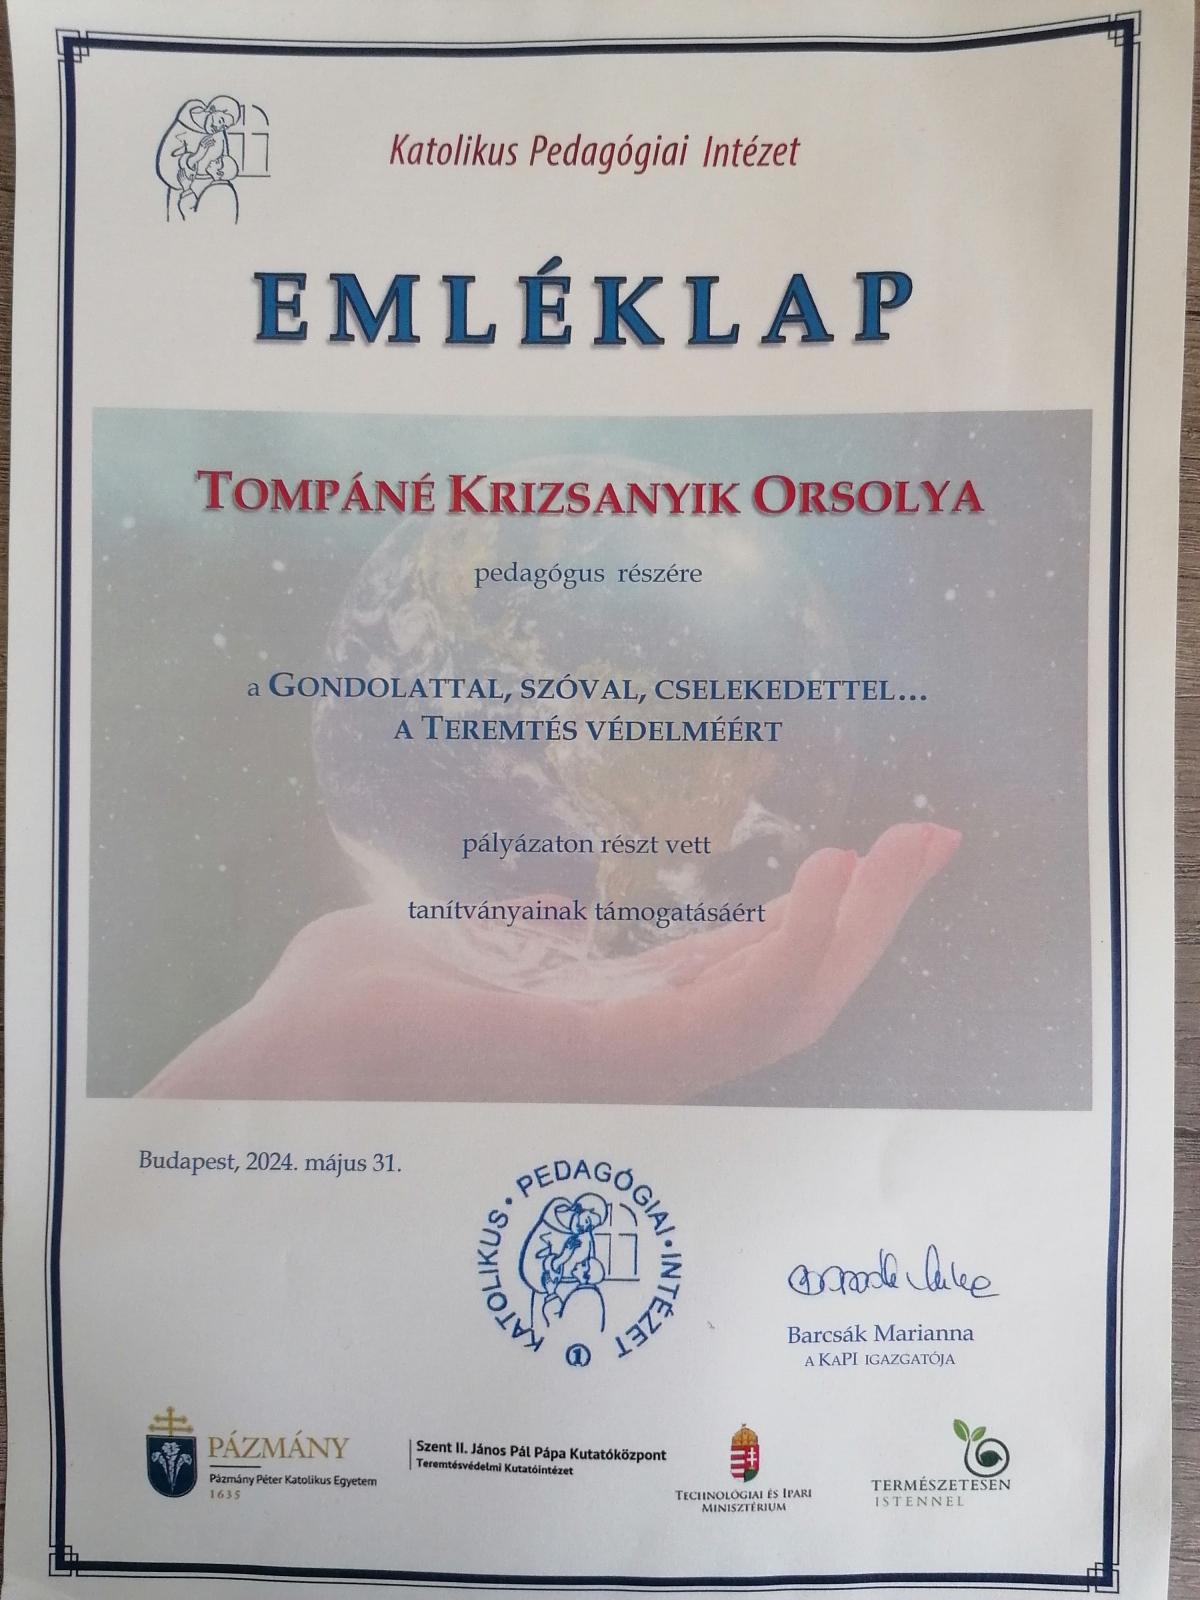 Katolikus Pedagógiai Intézet
EMLÉKLAP
TOMPÁNÉ KRIZSANYIK ORSOLYA
pedagógus részére
a GONDOLATTAL, SZÓVAL, CSELEKEDETTEL...
A TEREMTÉS VÉDELMÉÉRT
pályázaton részt vett
tanítványainak támogatásáért
Budapest, 2024. május 31.
KATOLIKUS • PEDAGÓGIAI • INTÉZET
1
Barcsák Marianna
A KAPI IGAZGATÓJA
PÁZMÁNY
Pázmány Péter Katolikus Egyetem
1635
Szent II. János Pál Pápa Kutatóközpont
Teremtésvédelmi Kutatóintézet
TECHNOLÓGIAI ÉS IPARI
MINISZTÉRIUM
TERMÉSZETESEN
ISTENNEL